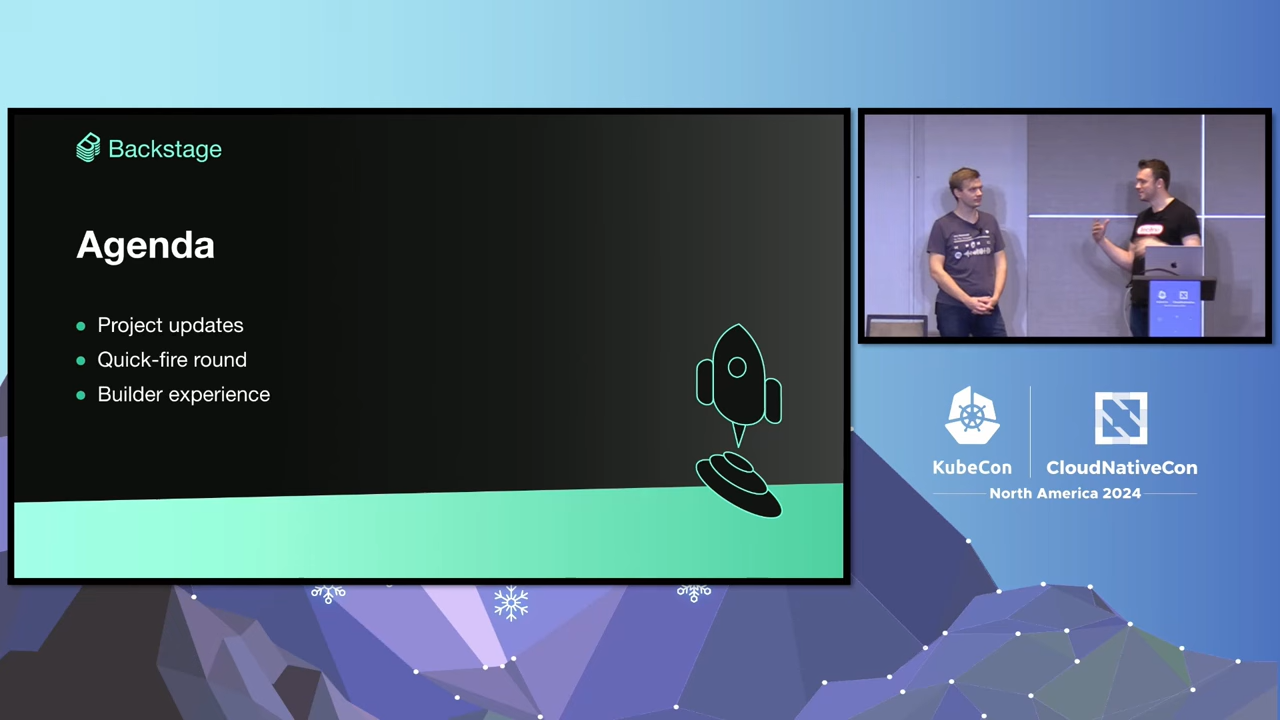 Backstage
Agenda
Project updates
Quick-fire round
Builder experience
KubeCon
CloudNativeCon
North America 2024